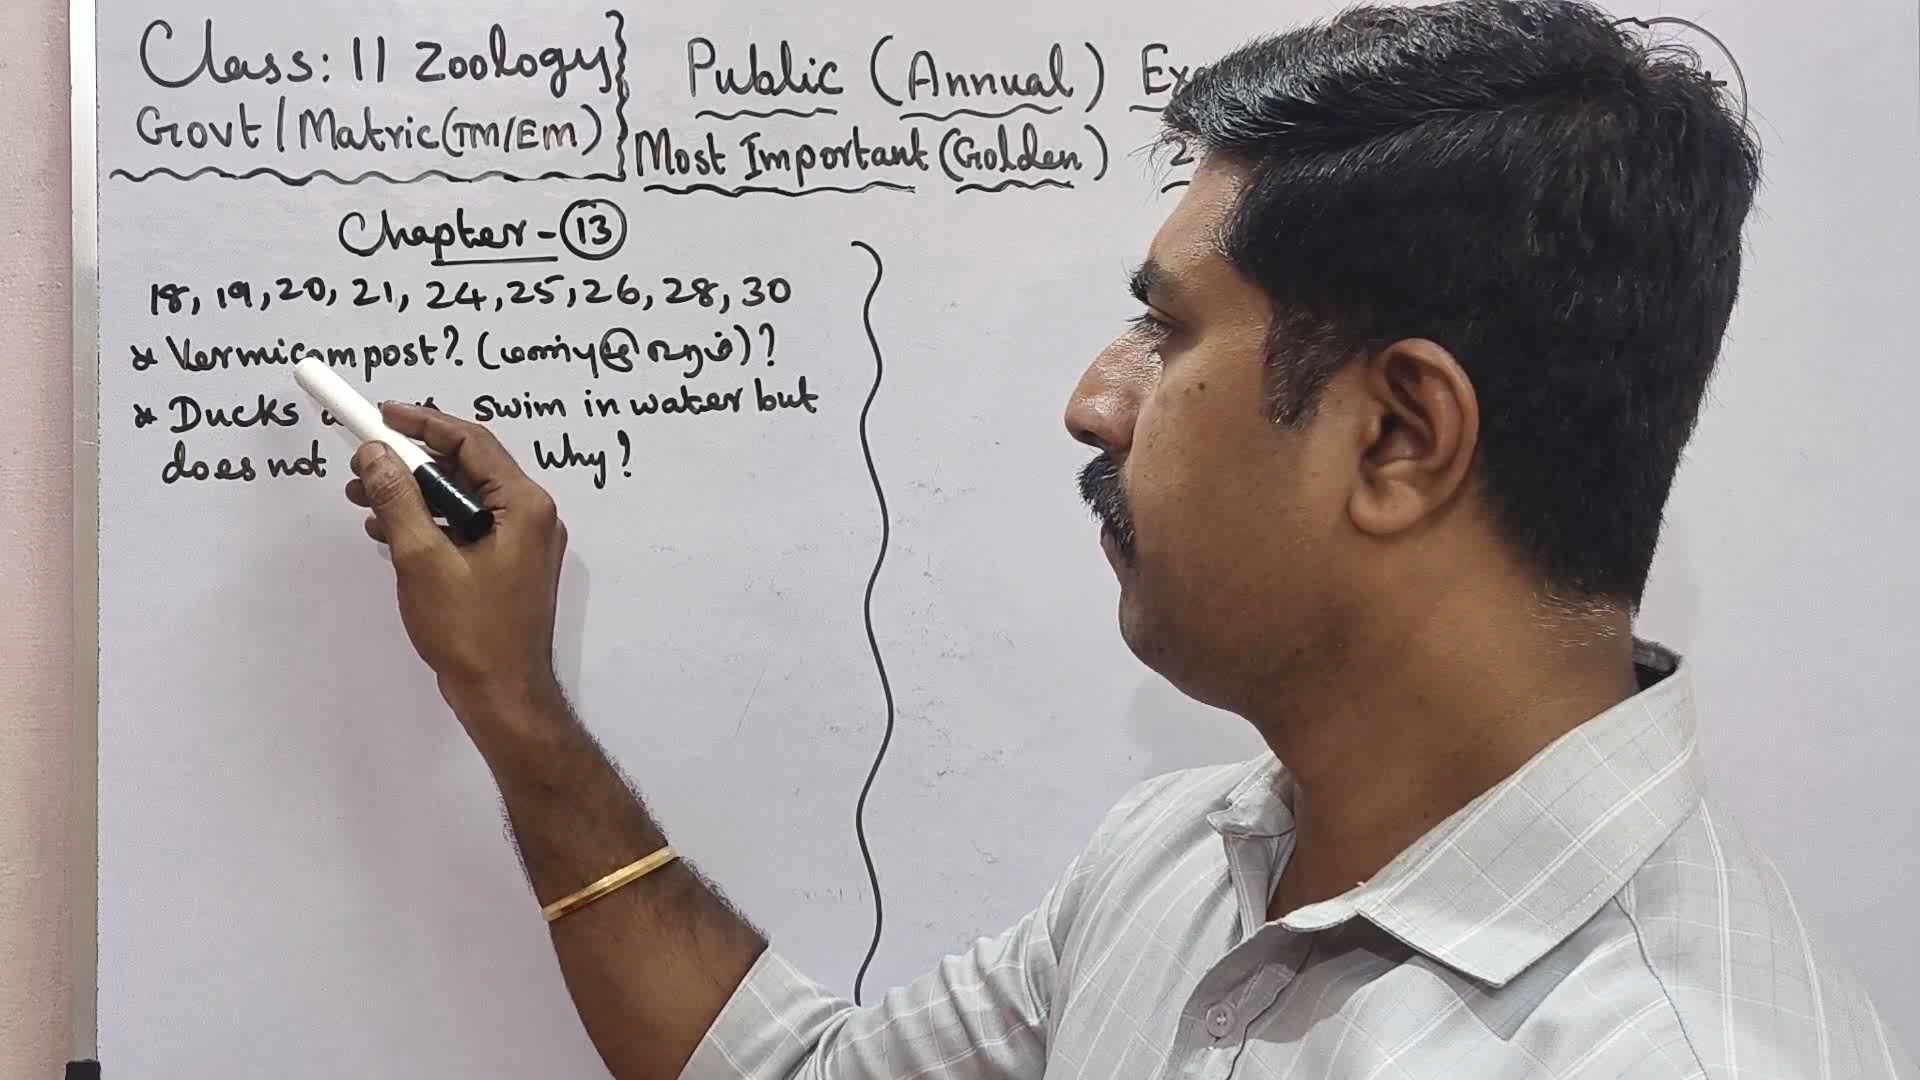 Class: 11 Zoology
Govt/Matric(TM/EM)
Public (Annual)
Most Important (Golden)
Chapter-13
18, 19, 20, 21, 24, 25, 26, 28, 30
* Vermicompost? (மண்புழு உரம்)?
* Ducks swim in water but
does not Why?